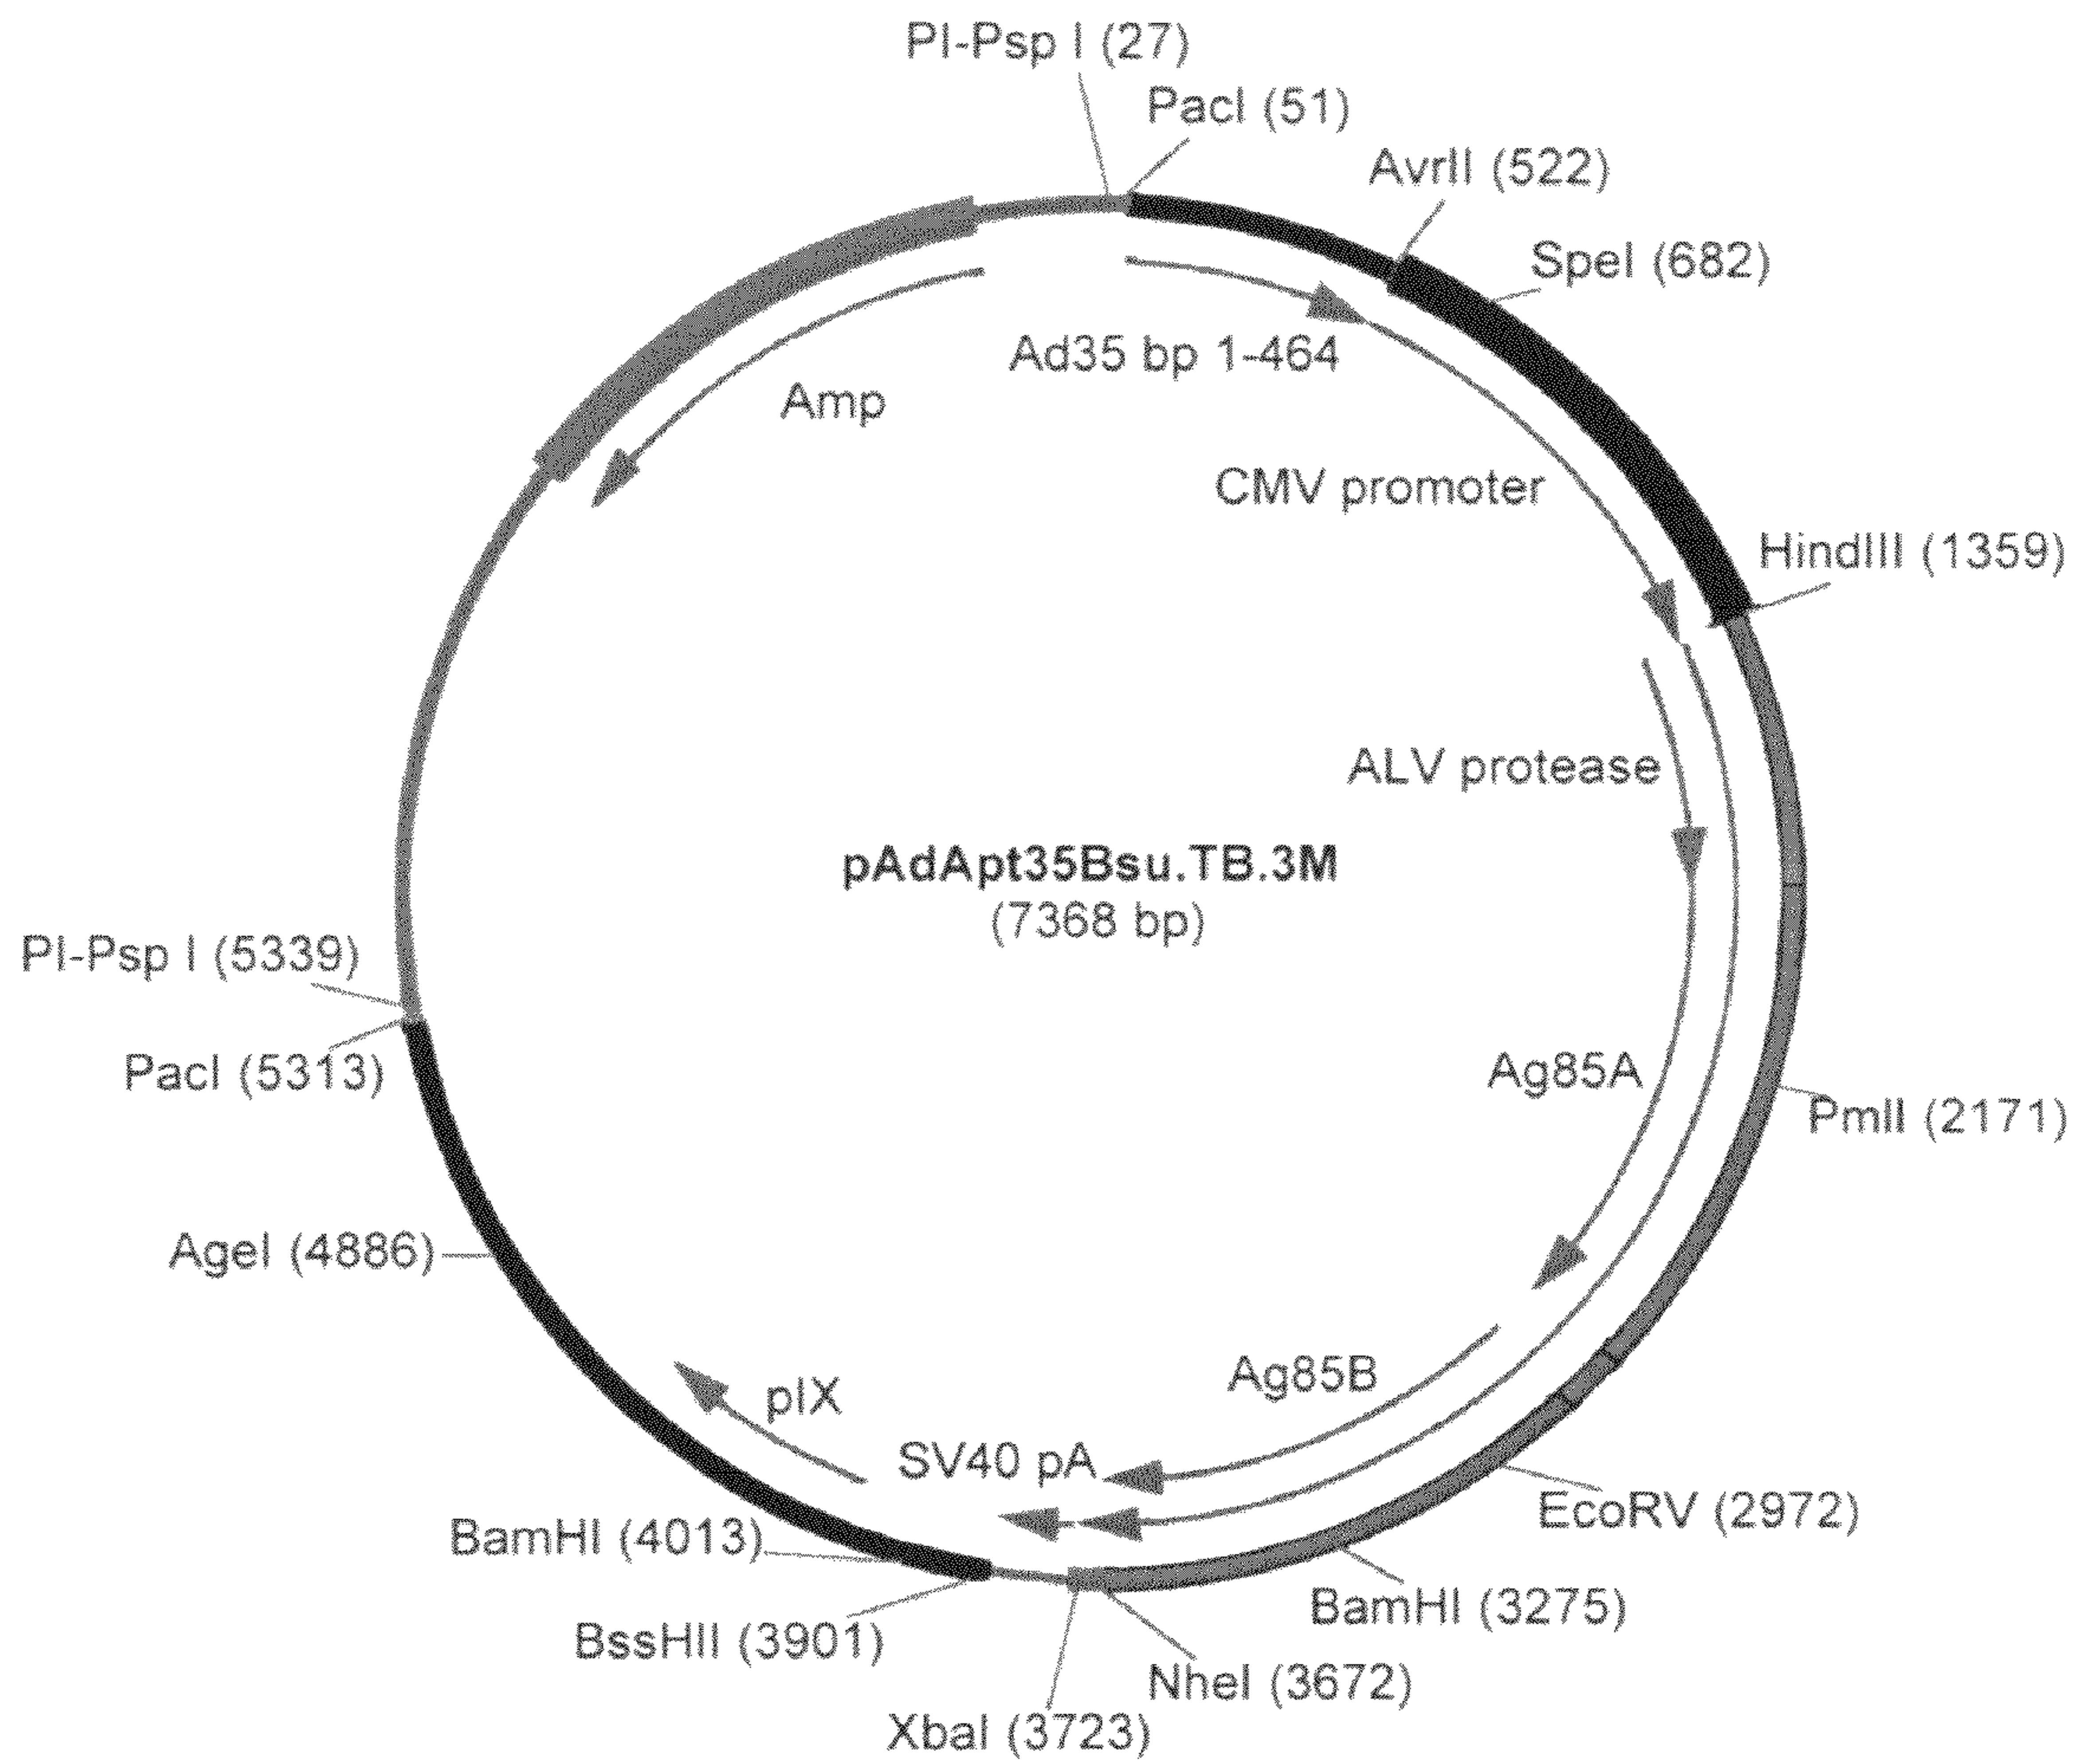 PI-Psp I (27)
PacI (51)
AvrII (522)
SpeI (682)
Ad35 bp 1-464
Amp
CMV promoter
HindIII (1359)
ALV protease
pAdApt35Bsu.TB.3M
(7368 bp)
PI-Psp I (5339)
PacI (5313)
Ag85A
PmlI (2171)
AgeI (4886)
Ag85B
pIX
SV40 pA
EcoRV (2972)
BamHI (4013)
BamHI (3275)
BssHII (3901)
NheI (3672)
XbaI (3723)